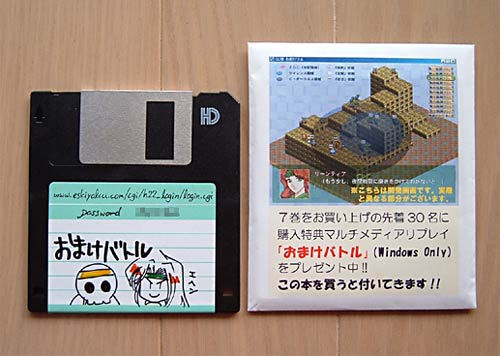 HD
www.eskiyaku.com/cgi/h22_login/login.cgi
password
おまけバトル
エヘン
リーンティア
※こちらは開発画面です。実際
と異なる部分がございます。
７巻をお買い上げの先着30名に
購入特典マルチメディアリプレイ
「おまけバトル」(Windows Only)
をプレゼント中!!
この本を買うと付いてきます!!